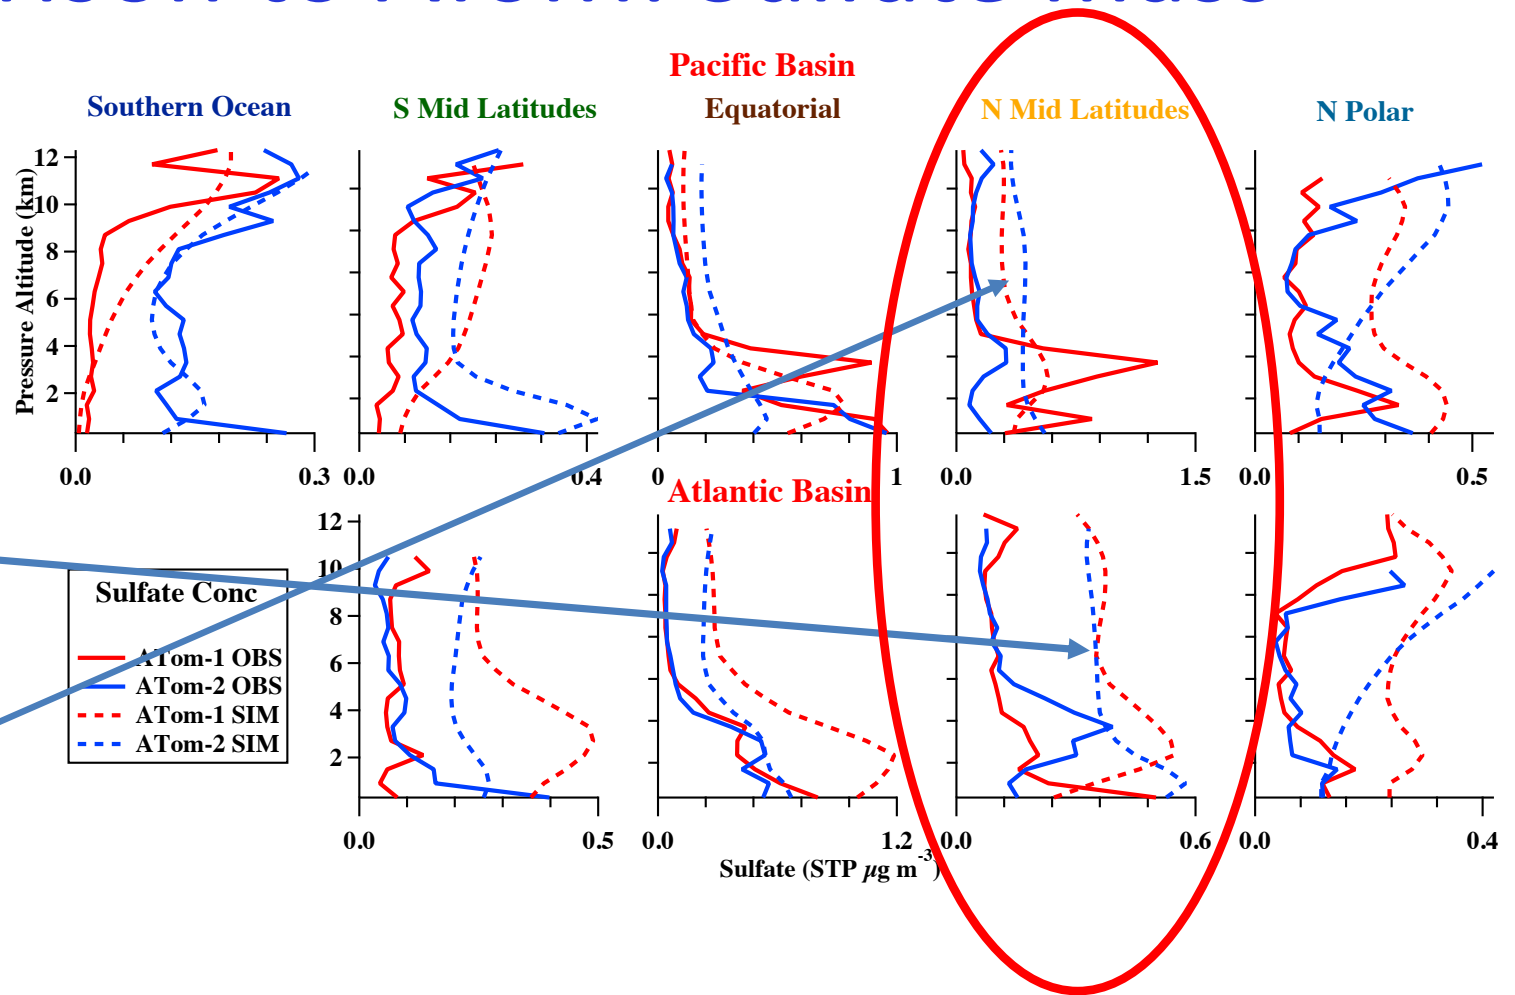 to ATom: Sulfate Mass
Pacific Basin
Southern Ocean
S Mid Latitudes
Equatorial
N Mid Latitudes
N Polar
Pressure Altitude (km)
12
10
8
6
4
2
0.0 0.3 0.0 0.4 0 1 0.0 1.5 0.0 0.5
Atlantic Basin
12
10
8
6
4
2
Sulfate Conc
ATom-1 OBS
ATom-2 OBS
ATom-1 SIM
ATom-2 SIM
0.0 0.5 0.0 1.2 0.0 0.6 0.0 0.4
Sulfate (STP µg m-3)